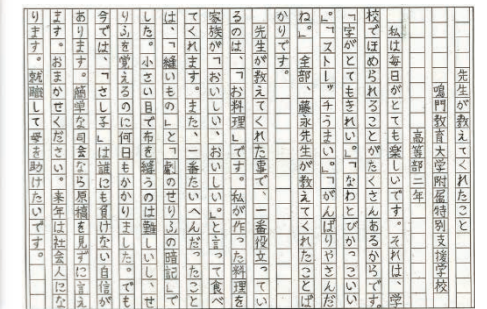 先生が教えてくれたこと
鳴門教育大学附属特別支援学校
高等部三年
私は毎日がとても楽しいです。それは、学
校でほめられることがたくさんあるからです。
「字がとてもきれい。」「なわとびかっこいい
」。「ストレッチうまい。」「がんばりやさんだ
ね。」全部、藤永先生が教えてくれたことば
かりです。
先生が教えてくれた事で、一番役立ってい
るのは、「お料理」です。私が作った料理を
家族が「おいしい、おいしい。」と言って食べ
てくれます。また、一番たいへんだったこと
は、「縫いもの」と「劇のせりふの暗記」で
した。小さい目で布を縫うのは難しいし、せ
りふを覚えるのに何日もかかりました。でも
今では、「さし子」は誰にも負けない自信が
あります。簡単な司会なら原稿を見ずに言え
ます。おまかせください。来年は社会人にな
ります。就職して母を助けたいです。